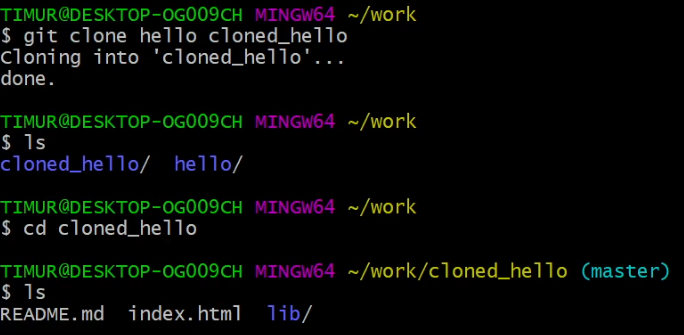 TIMUR@DESKTOP-OG009CH MINGW64 ~/work
$ git clone hello cloned_hello
Cloning into 'cloned_hello'...
done.
TIMUR@DESKTOP-OG009CH MINGW64 ~/work
$ ls
cloned_hello/  hello/
TIMUR@DESKTOP-OG009CH MINGW64 ~/work
$ cd cloned_hello
TIMUR@DESKTOP-OG009CH MINGW64 ~/work/cloned_hello (master)
$ ls
README.md  index.html  lib/